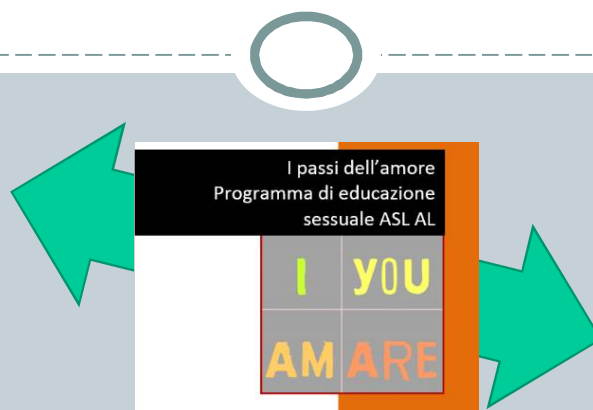 I passi dell'amore
Programma di educazione
sessuale ASL AL
I YOU
AM ARE